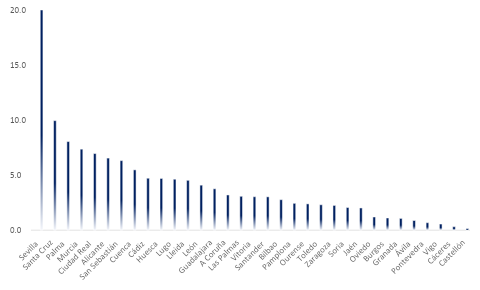 20.0
15.0
10.0
5.0
0.0
Sevilla
Santa Cruz
Palma
Murcia
Ciudad Real
Alicante
San Sebastián
Cuenca
Cádiz
Huesca
Lugo
Lleida
León
Guadalajara
A Coruña
Las Palmas
Vitoria
Santander
Bilbao
Pamplona
Ourense
Toledo
Zaragoza
Soria
Jaén
Oviedo
Burgos
Granada
Ávila
Pontevedra
Vigo
Cáceres
Castellón